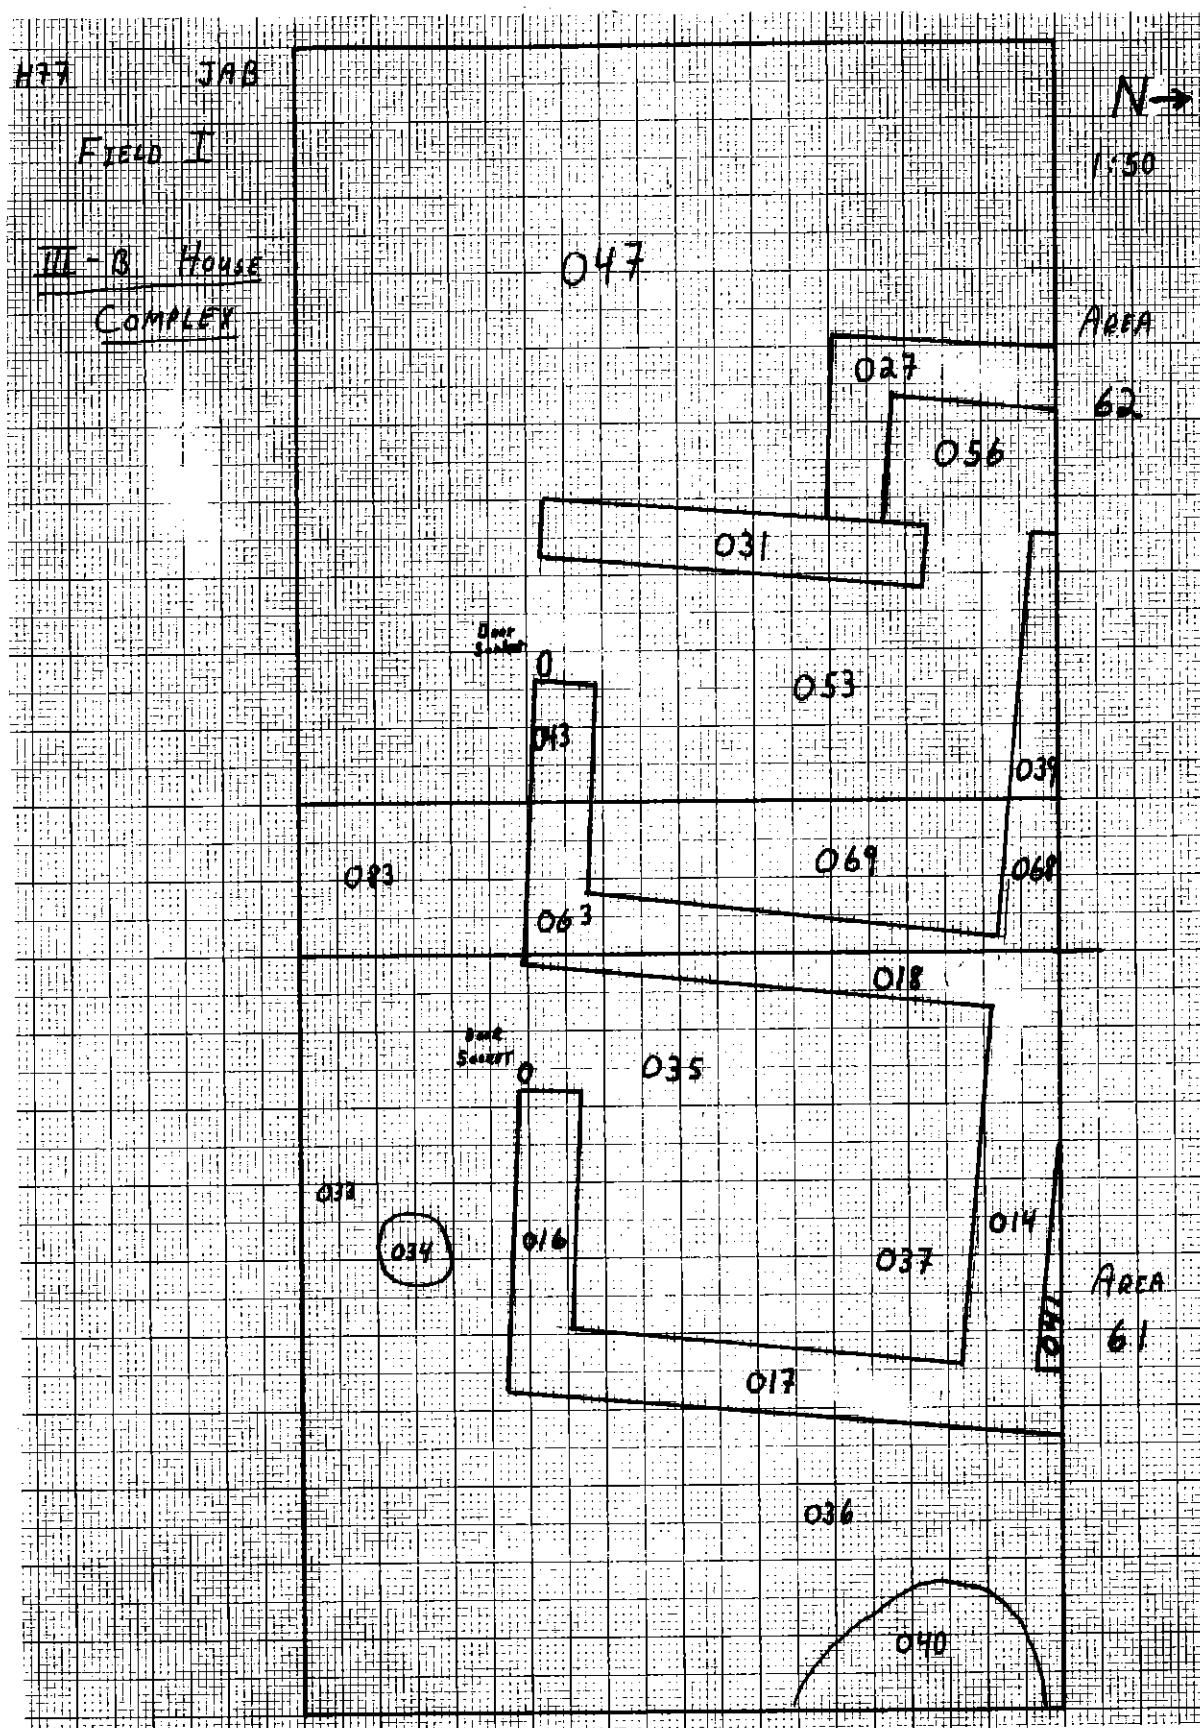 H77 JAB
N→
FIELD I
1:50
III-B HOUSE
COMPLEX
047
AREA
62
027
056
031
Door
Socket
053
043
039
069
068
083
063
018
Door
Socket
035
033
014
016
034
037
AREA
61
041
017
036
040